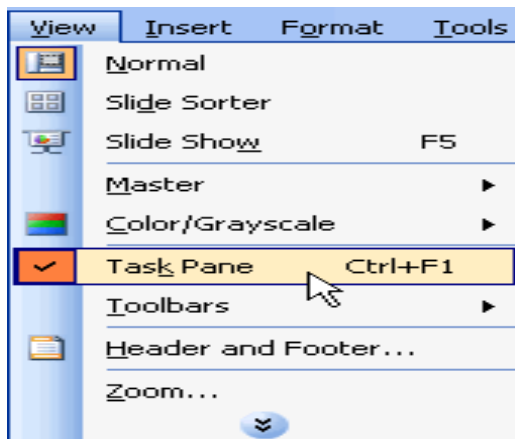 View Insert Format Tools
Normal
Slide Sorter
Slide Show F5
Master
Color/Grayscale
Task Pane Ctrl+F1
Toolbars
Header and Footer...
Zoom...